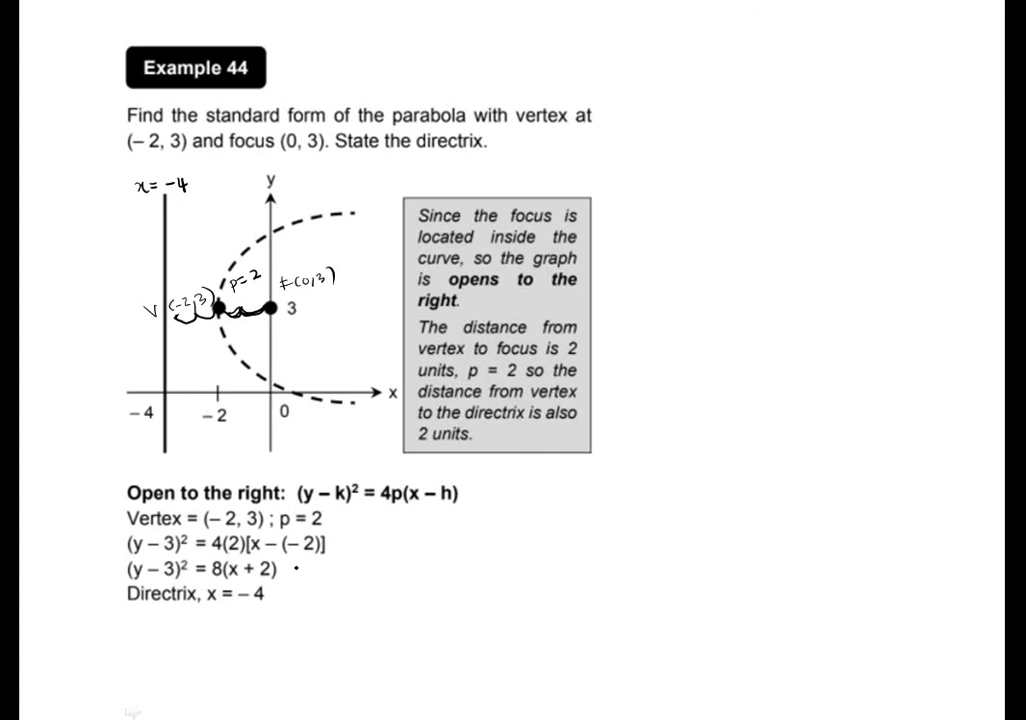 Example 44
Find the standard form of the parabola with vertex at
(– 2, 3) and focus (0, 3). State the directrix.
x = -4
y
p=2
F(0,3)
V(-2,3)
3
x
– 4
– 2
0
Since the focus is
located inside the
curve, so the graph
is opens to the
right.
The distance from
vertex to focus is 2
units, p = 2 so the
distance from vertex
to the directrix is also
2 units.
Open to the right: (y – k)² = 4p(x – h)
Vertex = (– 2, 3) ; p = 2
(y – 3)² = 4(2)[x – (– 2)]
(y – 3)² = 8(x + 2)
Directrix, x = – 4